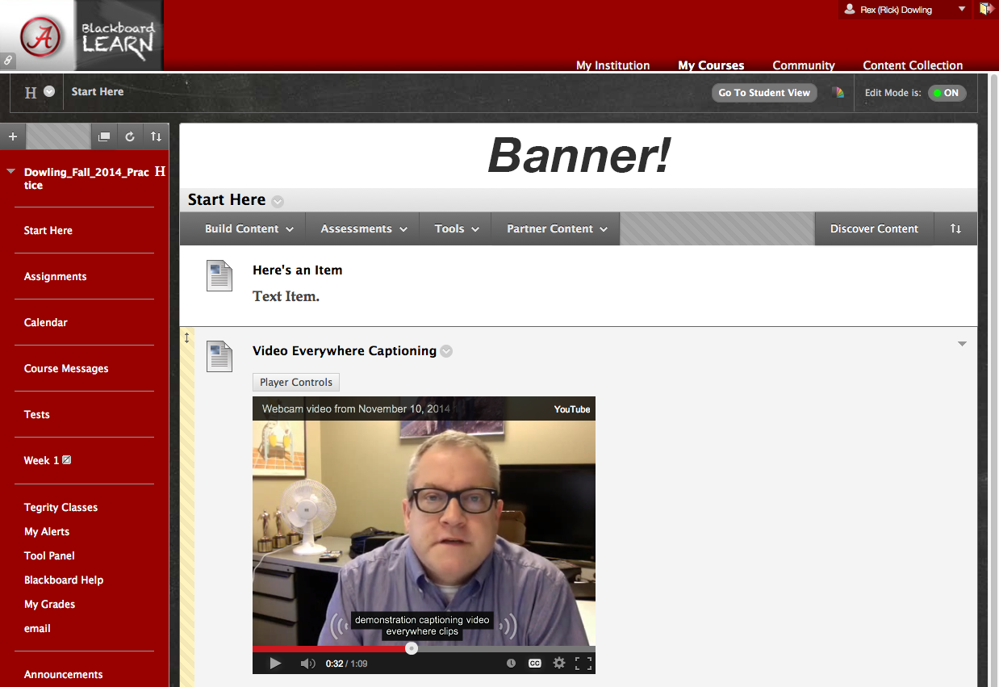 Rex (Rick) Dowling
A
Blackboard
LEARN
My Institution
My Courses
Community
Content Collection
H
Start Here
Go To Student View
Edit Mode is:
ON
Banner!
Dowling_Fall_2014_Prac
tice
H
Start Here
Assignments
Calendar
Course Messages
Tests
Week 1
Tegrity Classes
My Alerts
Tool Panel
Blackboard Help
My Grades
email
Announcements
Start Here
Build Content
Assessments
Tools
Partner Content
Discover Content
Here's an Item
Text Item.
Video Everywhere Captioning
Player Controls
Webcam video from November 10, 2014
YouTube
demonstration captioning video
everywhere clips
0:32 / 1:09
CC